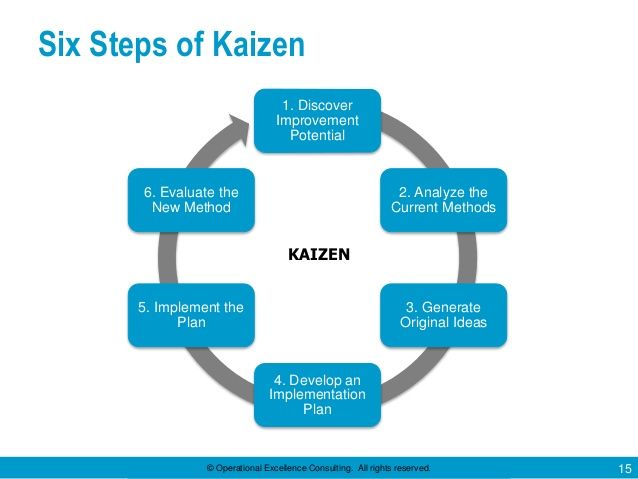 Six Steps of Kaizen
1. Discover
Improvement
Potential
2. Analyze the
Current Methods
3. Generate
Original Ideas
4. Develop an
Implementation
Plan
5. Implement the
Plan
6. Evaluate the
New Method
KAIZEN
© Operational Excellence Consulting. All rights reserved.
15